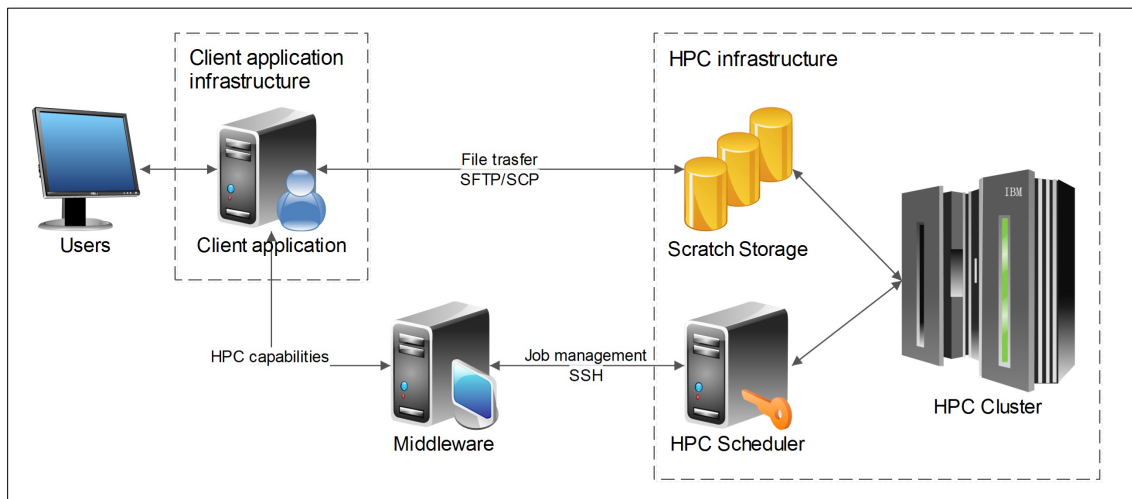 Client application
infrastructure
HPC infrastructure
File trasfer
SFTP/SCP
IBM
Users
Client application
Scratch Storage
HPC capabilities
Job management
SSH
Middleware
HPC Scheduler
HPC Cluster